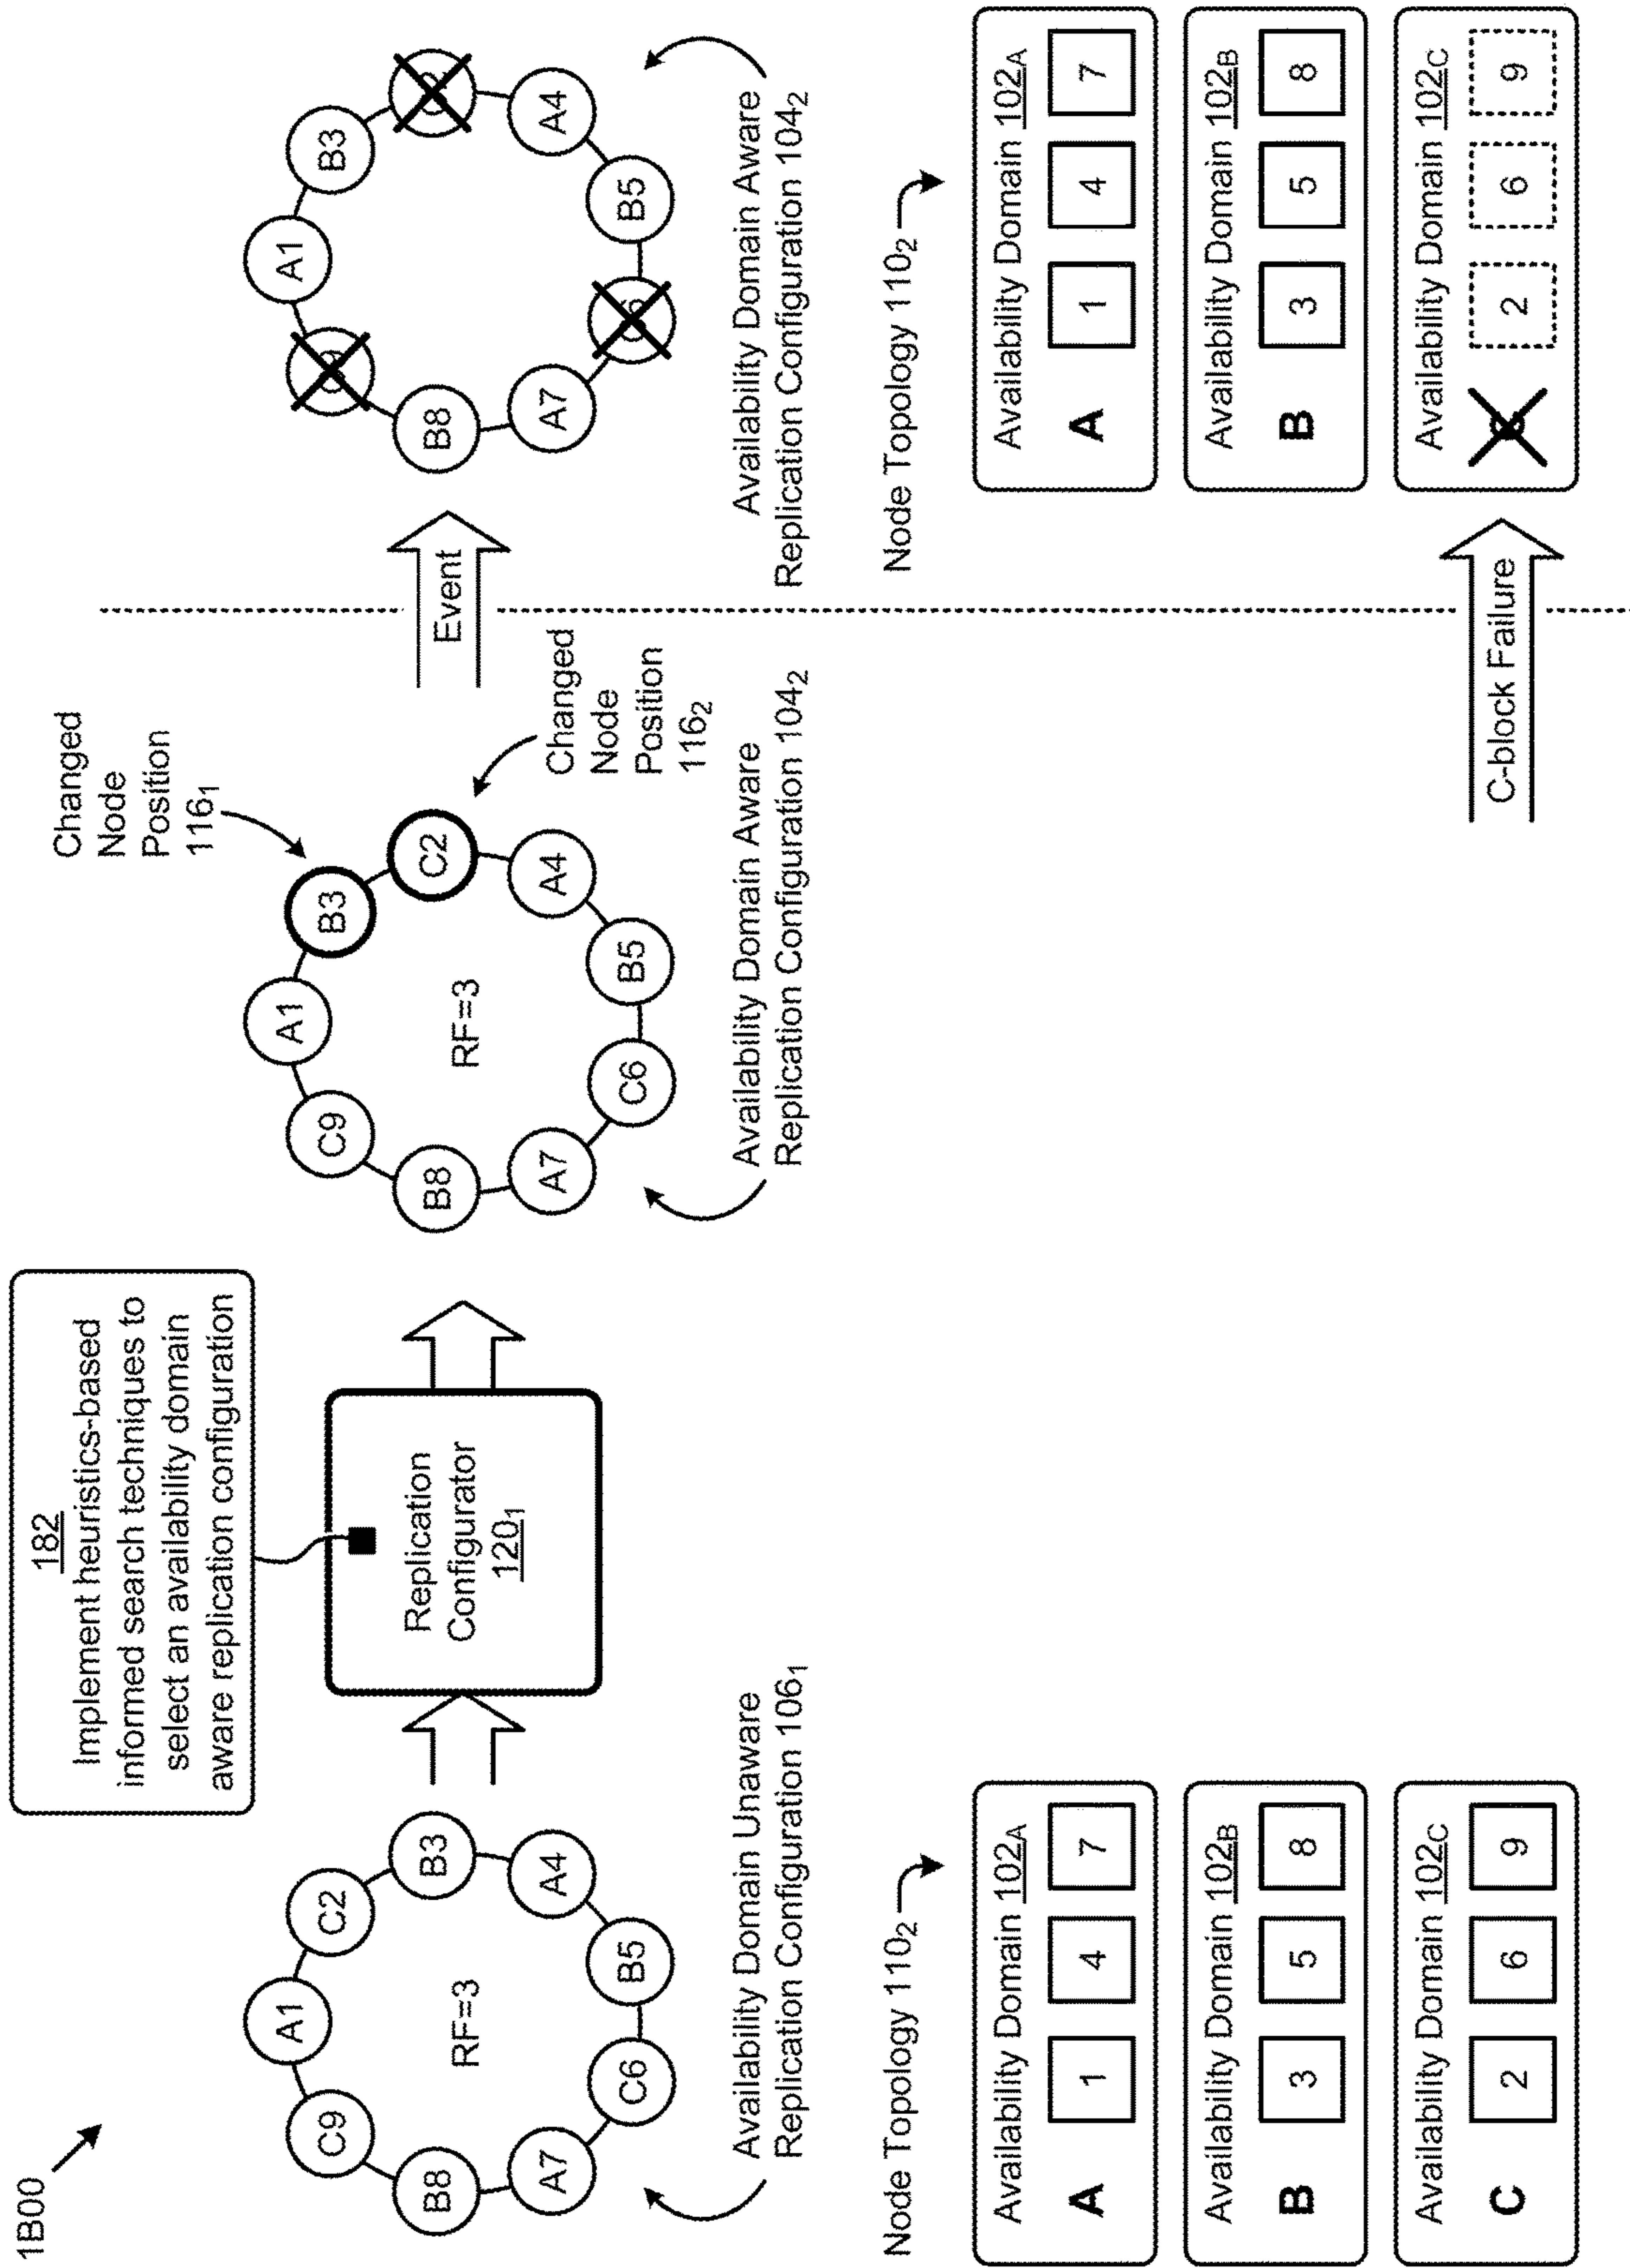 1B00
182
Implement heuristics-based
informed search techniques to
select an availability domain
aware replication configuration
A1
C2
B3
A4
B5
C6
A7
B8
C9
RF=3
Availability Domain Unaware
Replication Configuration 106₁
Replication
Configurator
120₁
Changed
Node
Position
116₁
Changed
Node
Position
116₂
A1
B3
C2
A4
B5
C6
A7
B8
C9
RF=3
Availability Domain Aware
Replication Configuration 104₂
Event
A1
B3
A4
B5
A7
B8
Availability Domain Aware
Replication Configuration 104₂
Node Topology 110₂
Availability Domain 102A
A 1 4 7
Availability Domain 102B
B 3 5 8
Availability Domain 102C
C 2 6 9
C-block Failure
Node Topology 110₂
Availability Domain 102A
A 1 4 7
Availability Domain 102B
B 3 5 8
Availability Domain 102C
2 6 9